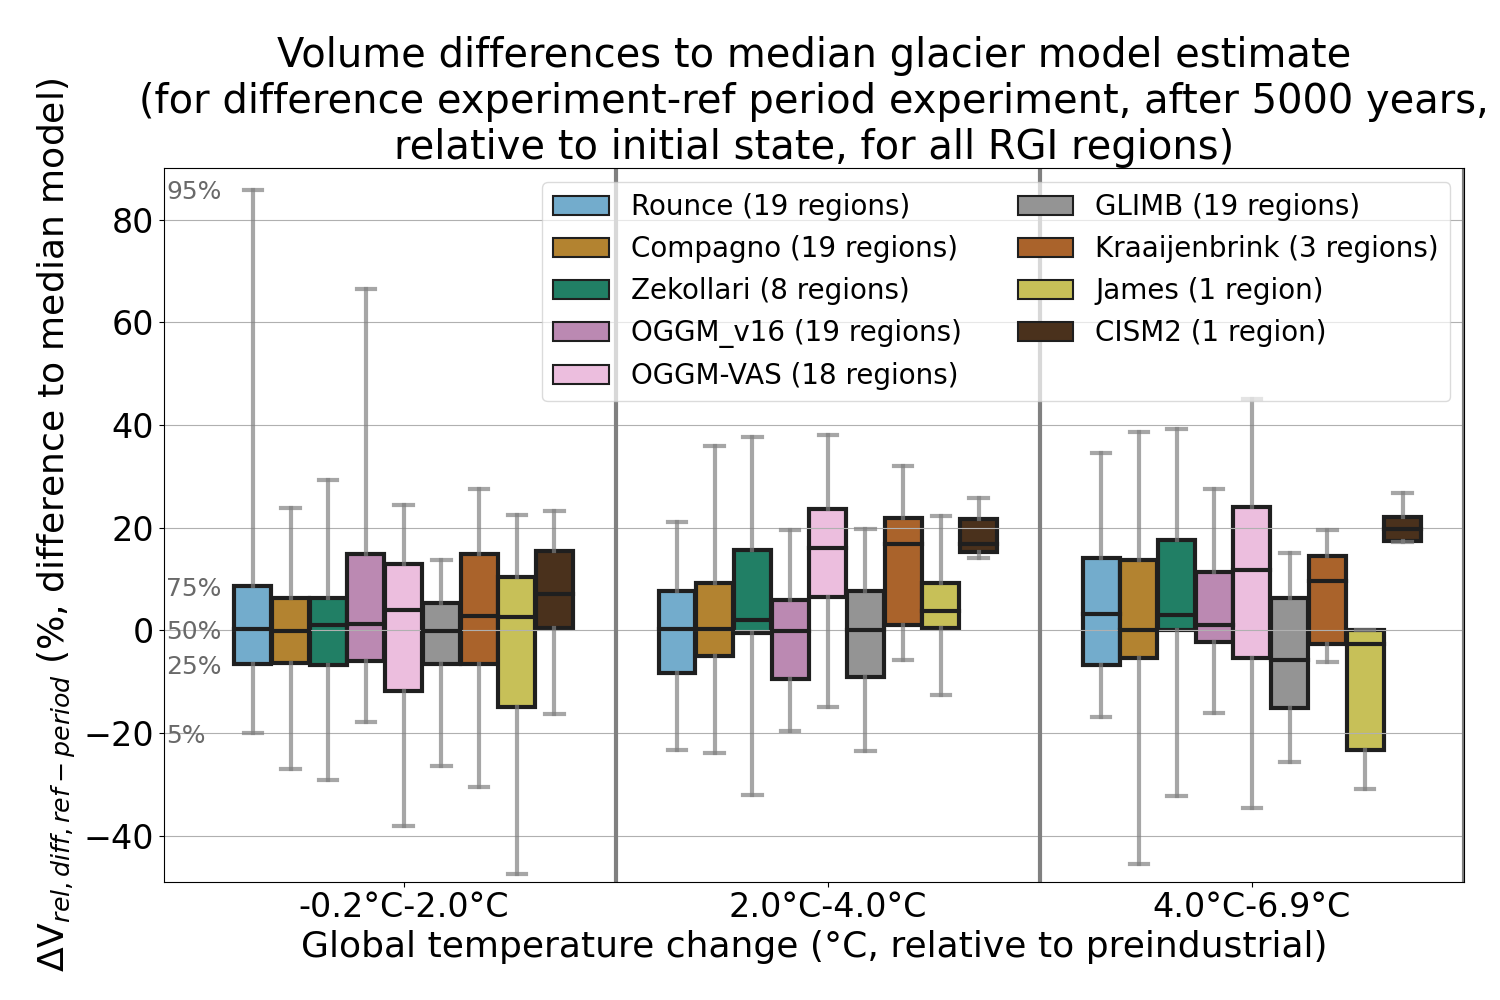 Volume differences to median glacier model estimate
(for difference experiment-ref period experiment, after 5000 years,
relative to initial state, for all RGI regions)
ΔV_{rel, diff, ref−period} (%, difference to median model)
80
60
40
20
0
−20
−40
95%
75%
50%
25%
5%
Rounce (19 regions)
Compagno (19 regions)
Zekollari (8 regions)
OGGM_v16 (19 regions)
OGGM-VAS (18 regions)
GLIMB (19 regions)
Kraaijenbrink (3 regions)
James (1 region)
CISM2 (1 region)
-0.2°C-2.0°C
2.0°C-4.0°C
4.0°C-6.9°C
Global temperature change (°C, relative to preindustrial)